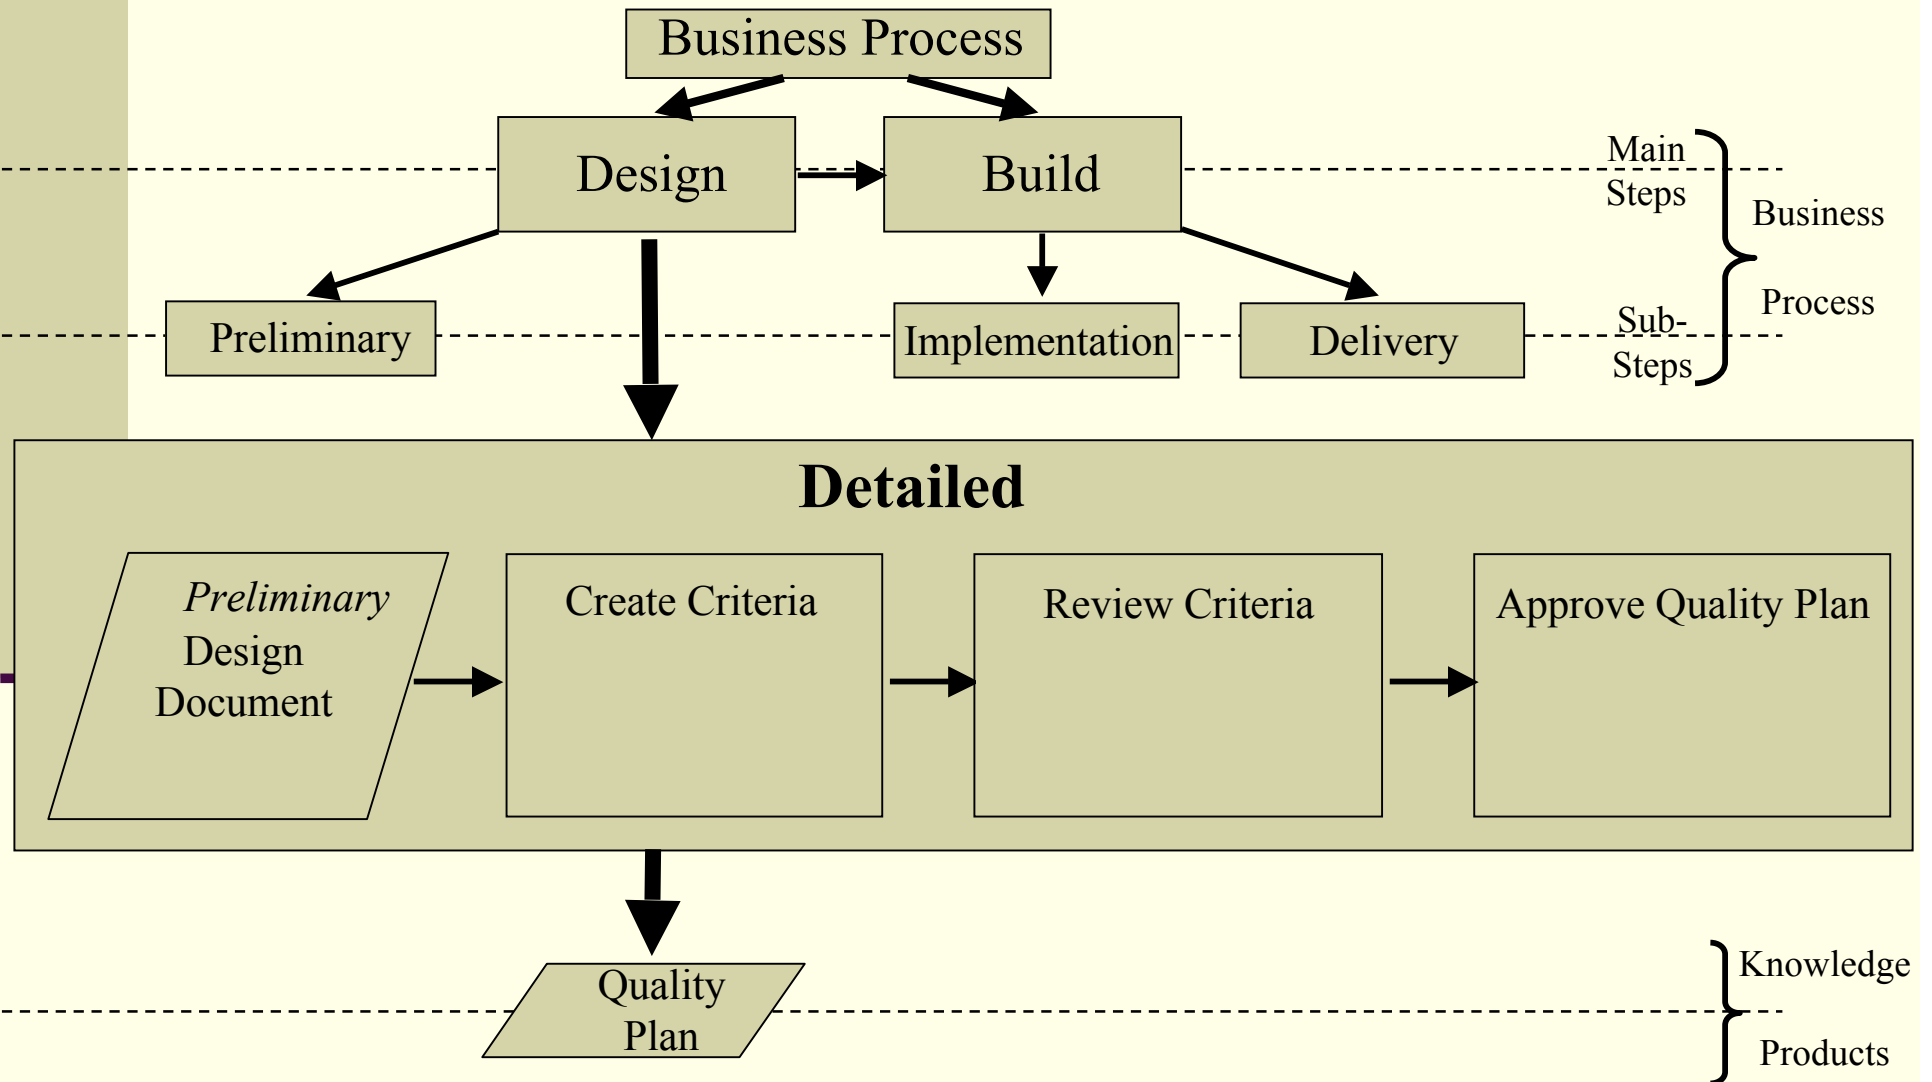 Business Process
Design
Build
Main
Steps
Business
Process
Preliminary
Implementation
Delivery
Sub-
Steps
Detailed
Preliminary
Design
Document
Create Criteria
Review Criteria
Approve Quality Plan
Quality
Plan
Knowledge
Products